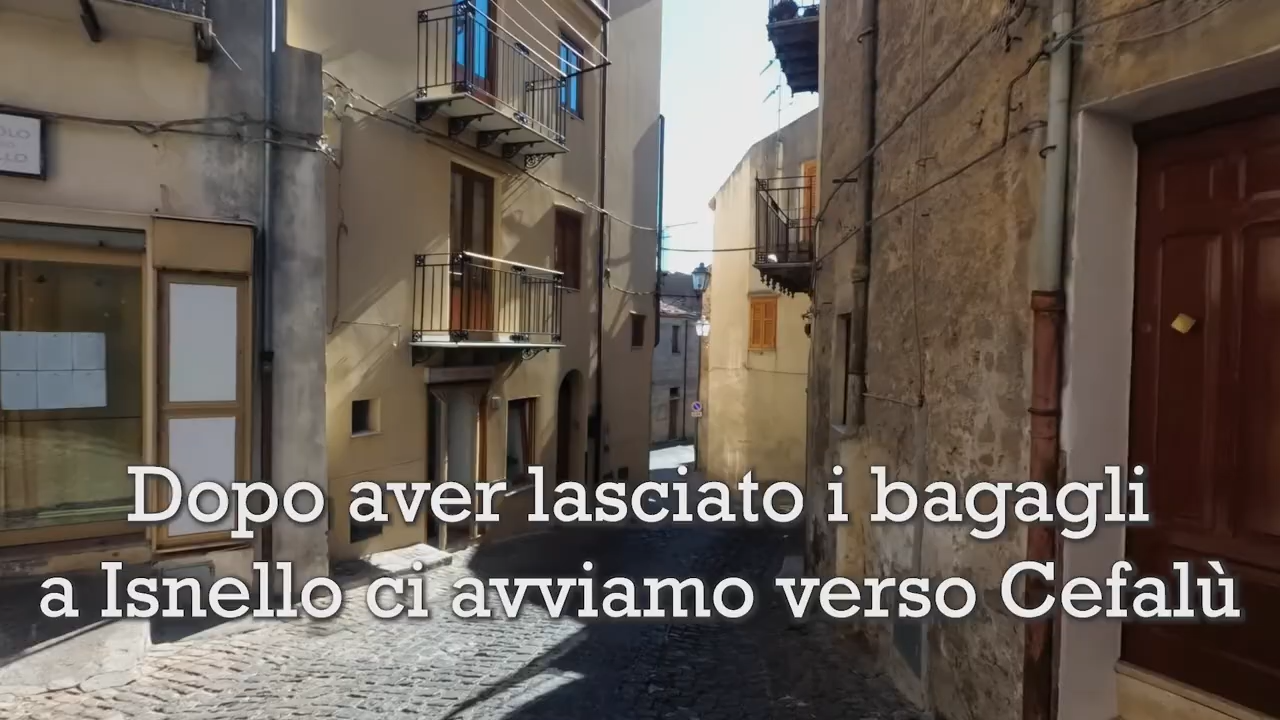 Dopo aver lasciato i bagagli
a Isnello ci avviamo verso Cefalù